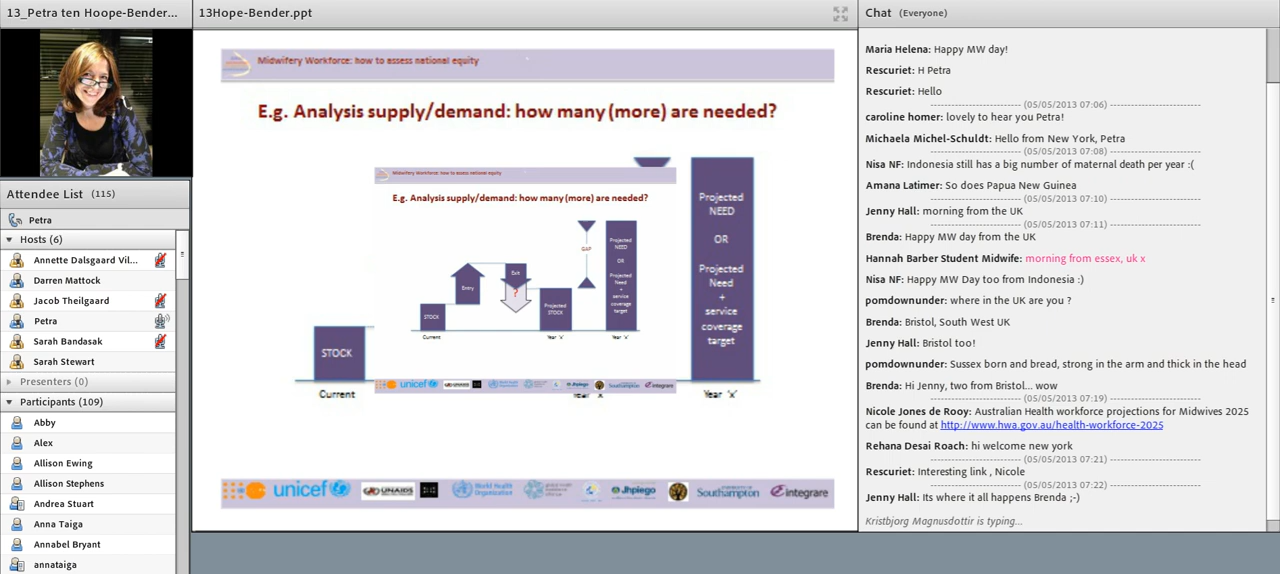 13_Petra ten Hoope-Bender...
Attendee List (115)
Petra
Hosts (6)
Annette Dalsgaard Vil...
Darren Mattock
Jacob Theilgaard
Petra
Sarah Bandasak
Sarah Stewart
Presenters (0)
Participants (109)
Abby
Alex
Allison Ewing
Allison Stephens
Andrea Stuart
Anna Taiga
Annabel Bryant
annataiga
13Hope-Bender.ppt
Midwifery Workforce: how to assess national equity
E.g. Analysis supply/demand: how many (more) are needed?
STOCK
Current
Midwifery Workforce: how to assess national equity
E.g. Analysis supply/demand: how many (more) are needed?
STOCK
Current
Entry
Exit
?
Projected
STOCK
Year 'x'
GAP
Projected
NEED
OR
Projected
Need
+
service
coverage
target
Year 'x'
unicef
UNAIDS
World Health
Organization
Jhpiego
Southampton
integrare
Year 'x'
Projected
NEED
OR
Projected
Need
+
service
coverage
target
Year 'x'
unicef
UNAIDS
World Health
Organization
Jhpiego
Southampton
integrare
Chat (Everyone)
Maria Helena: Happy MW day!
Rescuriet: H Petra
Rescuriet: Hello
(05/05/2013 07:06)
caroline homer: lovely to hear you Petra!
Michaela Michel-Schuldt: Hello from New York, Petra
(05/05/2013 07:08)
Nisa NF: Indonesia still has a big number of maternal death per year :(
Amana Latimer: So does Papua New Guinea
(05/05/2013 07:10)
Jenny Hall: morning from the UK
(05/05/2013 07:11)
Brenda: Happy MW day from the UK
Hannah Barber Student Midwife: morning from essex, uk x
Nisa NF: Happy MW Day too from Indonesia :)
pomdownunder: where in the UK are you ?
Brenda: Bristol, South West UK
Jenny Hall: Bristol too!
pomdownunder: Sussex born and bread, strong in the arm and thick in the head
Brenda: Hi Jenny, two from Bristol... wow
(05/05/2013 07:19)
Nicole Jones de Rooy: Australian Health workforce projections for Midwives 2025
can be found at http://www.hwa.gov.au/health-workforce-2025
Rehana Desai Roach: hi welcome new york
(05/05/2013 07:21)
Rescuriet: Interesting link , Nicole
(05/05/2013 07:22)
Jenny Hall: Its where it all happens Brenda ;-)
Kristbjorg Magnusdottir is typing...